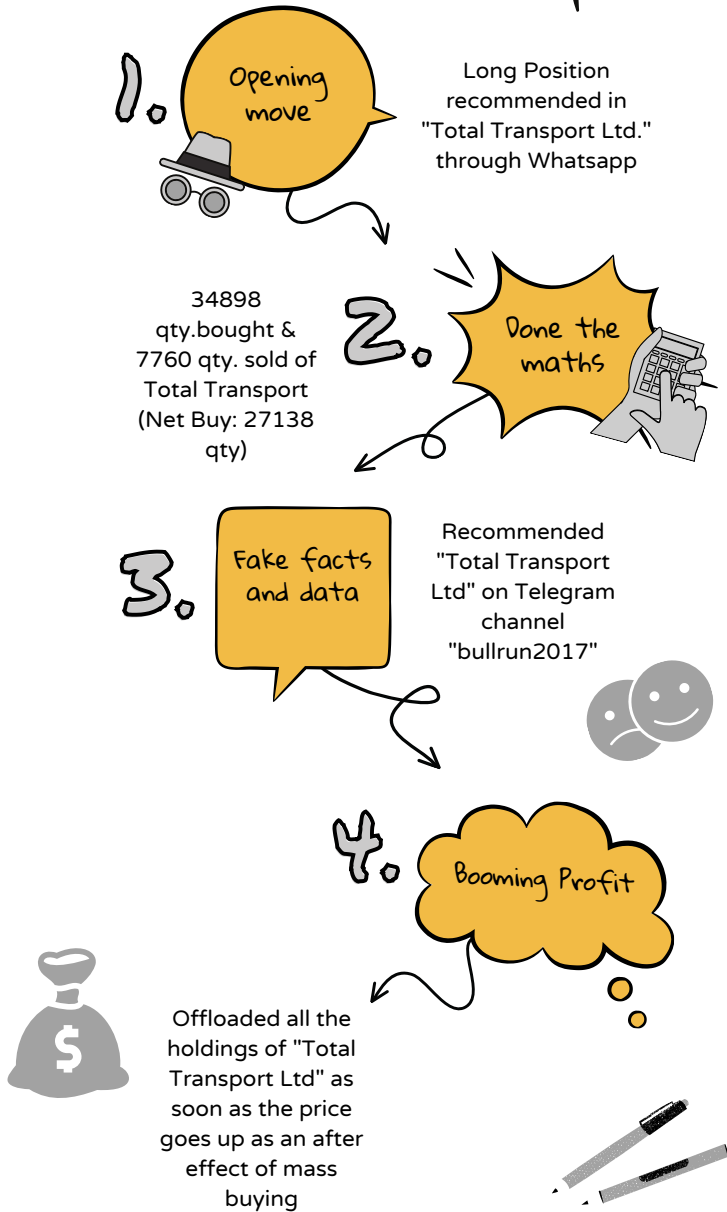 1.
Opening
move
Long Position
recommended in
"Total Transport Ltd."
through Whatsapp
34898
qty.bought &
7760 qty. sold of
Total Transport
(Net Buy: 27138
qty)
2.
Done the
maths
3.
Fake facts
and data
Recommended
"Total Transport
Ltd" on Telegram
channel
"bullrun2017"
4.
Booming Profit
$
Offloaded all the
holdings of "Total
Transport Ltd" as
soon as the price
goes up as an after
effect of mass
buying